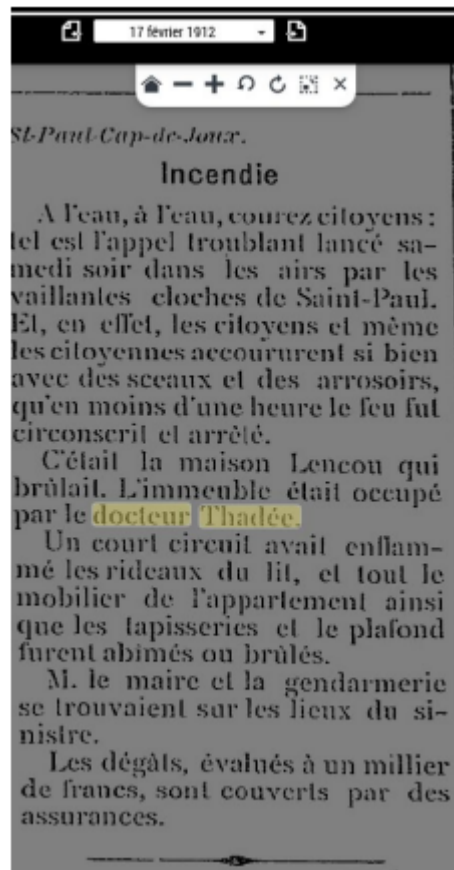 17 février 1912
St-Paul-Cap-de-Joux.
Incendie
A l'eau, à l'eau, courez citoyens :
tel est l'appel troublant lancé sa-
medi soir dans les airs par les
vaillantes cloches de Saint-Paul.
Et, en effet, les citoyens et même
les citoyennes accoururent si bien
avec des sceaux et des arrosoirs,
qu'en moins d'une heure le feu fut
circonscrit et arrêté.
C'était la maison Lencou qui
brûlait. L'immeuble était occupé
par le docteur Thadée.
Un court circuit avait enflam-
mé les rideaux du lit, et tout le
mobilier de l'appartement ainsi
que les tapisseries et le plafond
furent abîmés ou brûlés.
M. le maire et la gendarmerie
se trouvaient sur les lieux du si-
nistre.
Les dégâts, évalués à un millier
de francs, sont couverts par des
assurances.